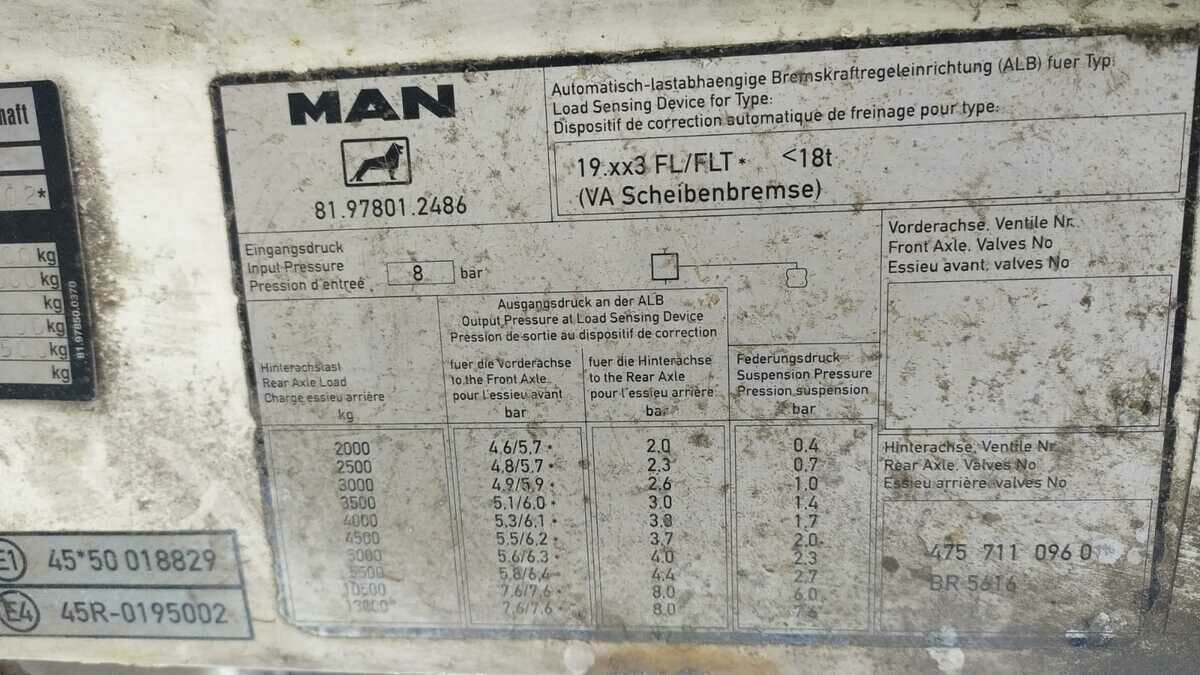 haft
kg
kg
kg
kg
kg
kg
81.97850.0370
MAN
81.97801.2486
Automatisch-lastabhaengige Bremskraftregeleinrichtung (ALB) fuer Typ:
Load Sensing Device for Type:
Dispositif de correction automatique de freinage pour type:
19.xx3 FL/FLT* <18t
(VA Scheibenbremse)
Eingangsdruck
Input Pressure
Pression d'entreé
8 bar
Ausgangsdruck an der ALB
Output Pressure at Load Sensing Device
Pression de sortie au dispositif de correction
Hinterachslast
Rear Axle Load
Charge essieu arrière
kg
fuer die Vorderachse
to the Front Axle
pour l'essieu avant
bar
fuer die Hinterachse
to the Rear Axle
pour l'essieu arrière
bar
Federungsdruck
Suspension Pressure
Pression suspension
bar
2000 4,6/5,7* 2.0 0.4
2500 4,8/5,7* 2.3 0.7
3000 4,9/5,9* 2.6 1.0
3500 5,1/6,0* 3.0 1.4
4000 5,3/6,1* 3.3 1.7
4500 5,5/6,2* 3.7 2.0
5000 5,6/6,3* 4.0 2.3
5500 5,8/6,4* 4.4 2.7
10500 7,6/7,6* 8.0 6.0
13000 7,6/7,6* 8.0 7.6
Vorderachse, Ventile Nr.
Front Axle, Valves No
Essieu avant, valves No
Hinterachse, Ventile Nr.
Rear Axle, Valves No
Essieu arrière, valves No
475 711 096 0
BR 5616
E1 45*50 018829
E4 45R-0195002